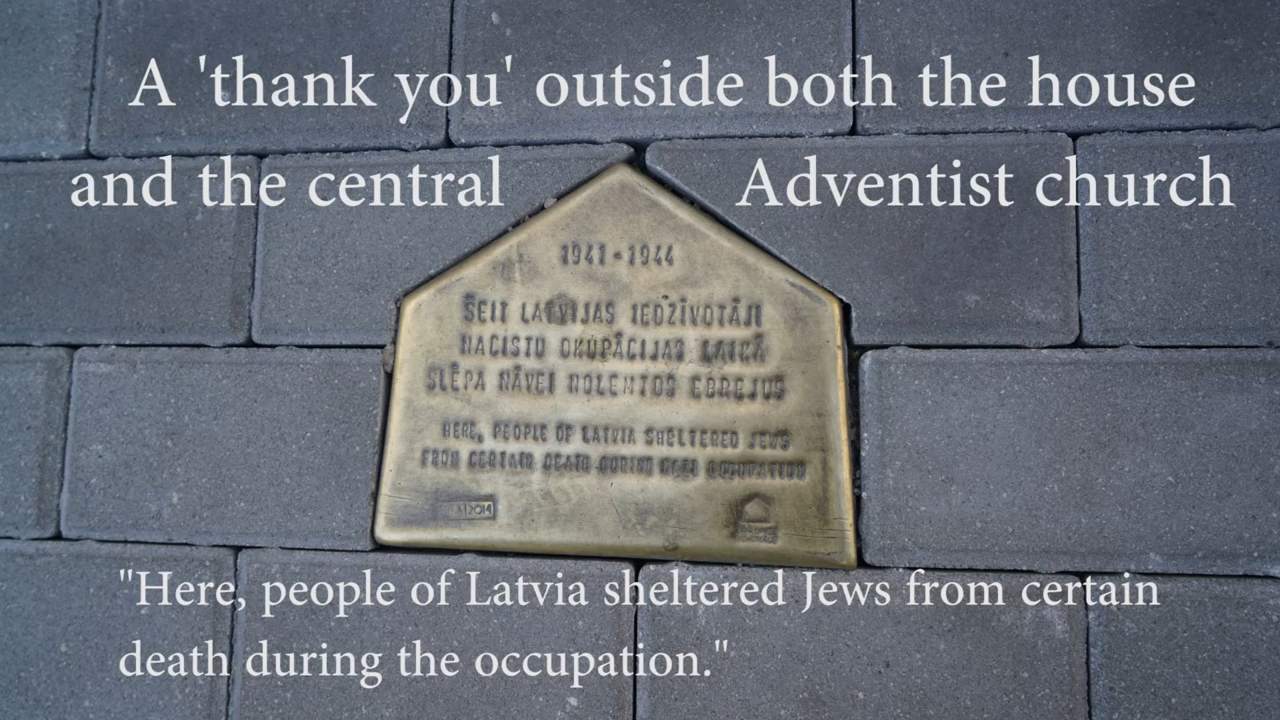 A 'thank you' outside both the house
and the central Adventist church
1941-1944
ŠEIT LATVIJAS IEDZĪVOTĀJI
NACISTU OKUPĀCIJAS LAIKĀ
SLĒPA NĀVEI NOLEMTOS EBREJUS
HERE, PEOPLE OF LATVIA SHELTERED JEWS
FROM CERTAIN DEATH DURING NAZI OCCUPATION
2014
"Here, people of Latvia sheltered Jews from certain
death during the occupation."